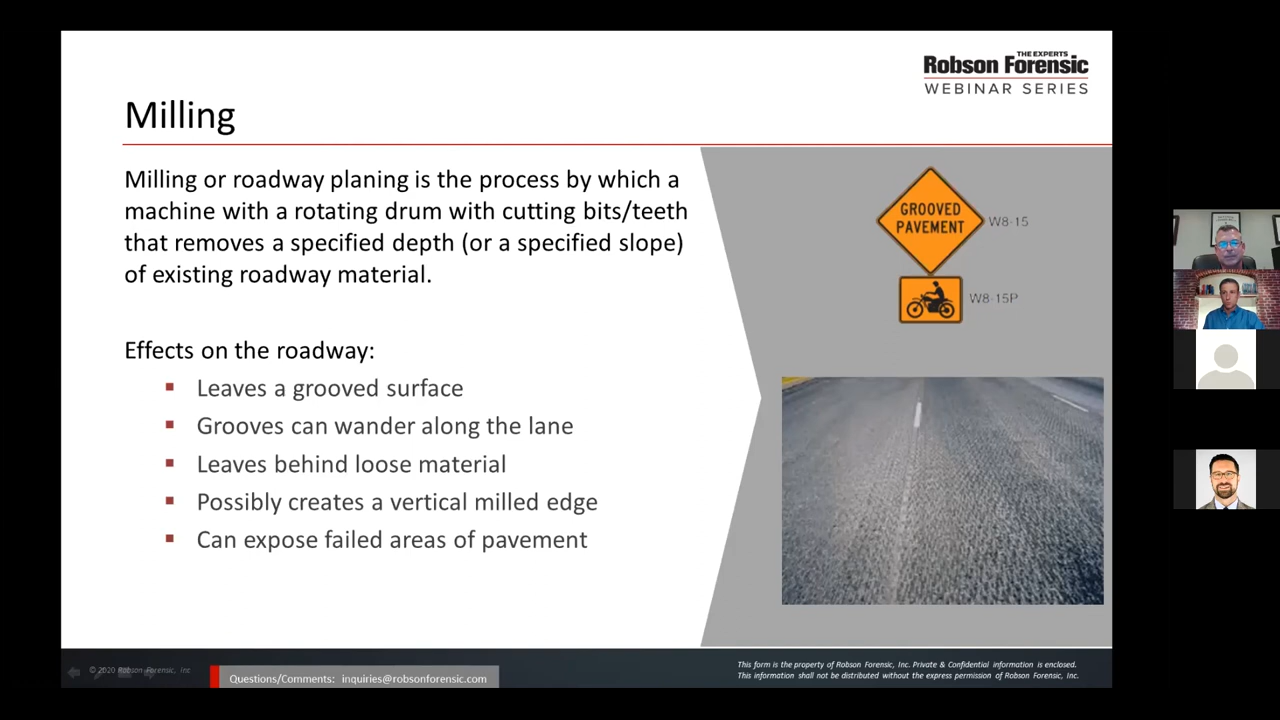 THE EXPERTS
Robson Forensic
WEBINAR SERIES
Milling
Milling or roadway planing is the process by which a
machine with a rotating drum with cutting bits/teeth
that removes a specified depth (or a specified slope)
of existing roadway material.
Effects on the roadway:
Leaves a grooved surface
Grooves can wander along the lane
Leaves behind loose material
Possibly creates a vertical milled edge
Can expose failed areas of pavement
GROOVED
PAVEMENT
W8-15
W8-15P
© 2020 Robson Forensic, Inc
Questions/Comments: inquiries@robsonforensic.com
This form is the property of Robson Forensic, Inc. Private & Confidential information is enclosed.
This information shall not be distributed without the express permission of Robson Forensic, Inc.